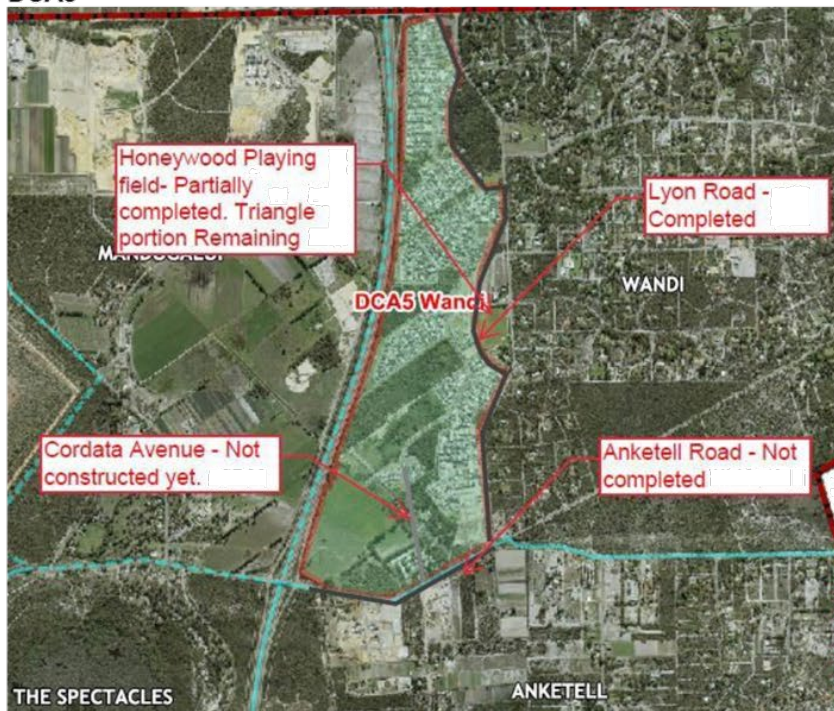 DCA5
Honeywood Playing
field- Partially
completed. Triangle
portion Remaining
Lyon Road -
Completed
WANDI
DCA5 Wandi
Cordata Avenue - Not
constructed yet.
Anketell Road - Not
completed
THE SPECTACLES
ANKETELL